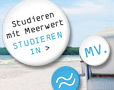 Studieren
mit Meerwert
STUDIEREN
IN >
MV.